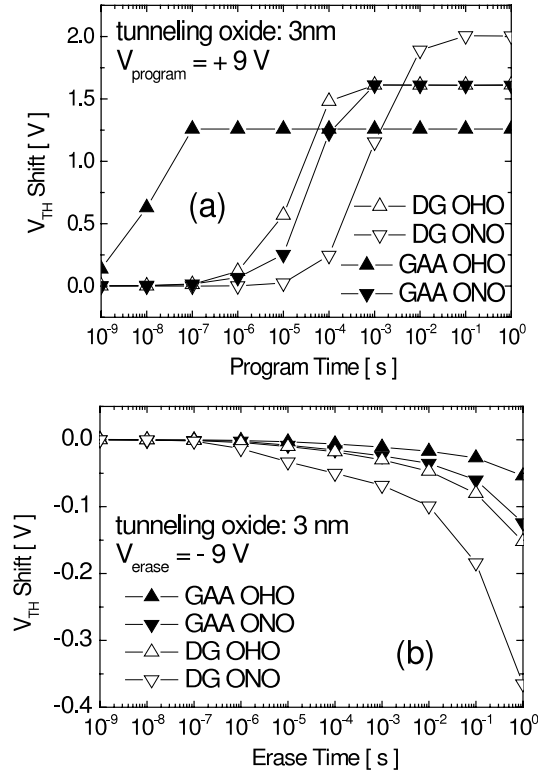 tunneling oxide: 3nm
V_program = + 9 V
2.0
1.5
1.0
0.5
0.0
V_TH Shift [ V ]
(a)
DG OHO
DG ONO
GAA OHO
GAA ONO
10^-9 10^-8 10^-7 10^-6 10^-5 10^-4 10^-3 10^-2 10^-1 10^0
Program Time [ s ]
0.0
-0.1
-0.2
-0.3
-0.4
V_TH Shift [ V ]
tunneling oxide: 3 nm
V_erase = - 9 V
GAA OHO
GAA ONO
DG OHO
DG ONO
(b)
10^-9 10^-8 10^-7 10^-6 10^-5 10^-4 10^-3 10^-2 10^-1 10^0
Erase Time [ s ]